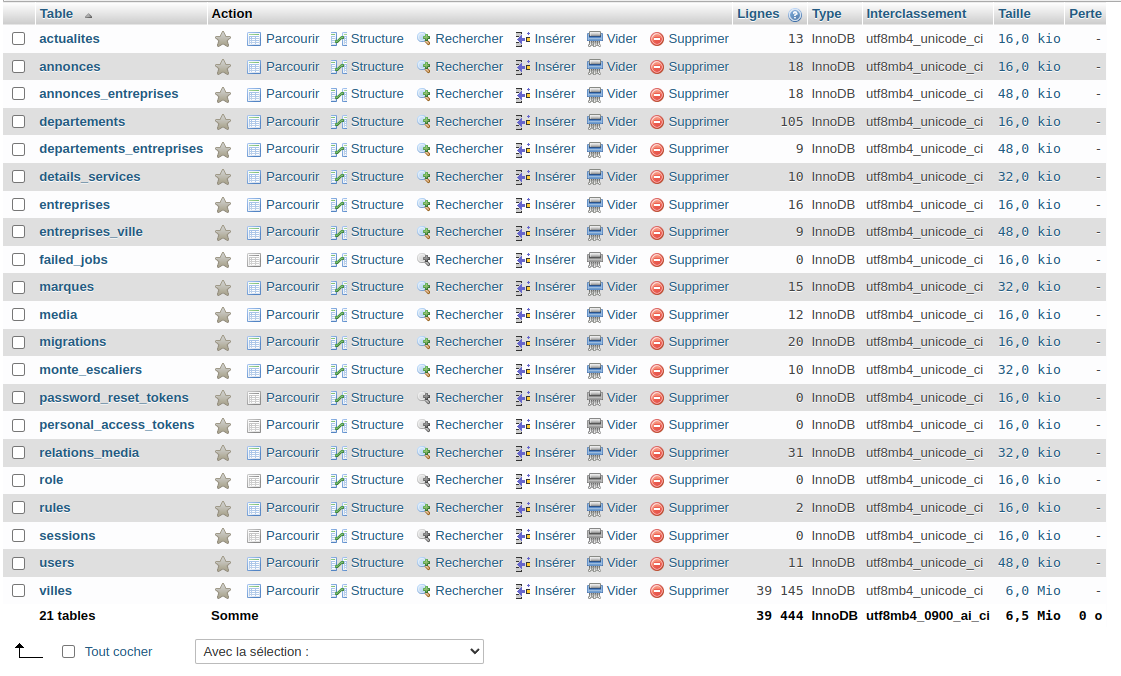 Table Action Lignes Type Interclassement Taille Perte
actualites Parcourir Structure Rechercher Insérer Vider Supprimer 13 InnoDB utf8mb4_unicode_ci 16,0 kio -
annonces Parcourir Structure Rechercher Insérer Vider Supprimer 18 InnoDB utf8mb4_unicode_ci 16,0 kio -
annonces_entreprises Parcourir Structure Rechercher Insérer Vider Supprimer 18 InnoDB utf8mb4_unicode_ci 48,0 kio -
departements Parcourir Structure Rechercher Insérer Vider Supprimer 105 InnoDB utf8mb4_unicode_ci 16,0 kio -
departements_entreprises Parcourir Structure Rechercher Insérer Vider Supprimer 9 InnoDB utf8mb4_unicode_ci 48,0 kio -
details_services Parcourir Structure Rechercher Insérer Vider Supprimer 10 InnoDB utf8mb4_unicode_ci 32,0 kio -
entreprises Parcourir Structure Rechercher Insérer Vider Supprimer 16 InnoDB utf8mb4_unicode_ci 16,0 kio -
entreprises_ville Parcourir Structure Rechercher Insérer Vider Supprimer 9 InnoDB utf8mb4_unicode_ci 48,0 kio -
failed_jobs Parcourir Structure Rechercher Insérer Vider Supprimer 0 InnoDB utf8mb4_unicode_ci 16,0 kio -
marques Parcourir Structure Rechercher Insérer Vider Supprimer 15 InnoDB utf8mb4_unicode_ci 32,0 kio -
media Parcourir Structure Rechercher Insérer Vider Supprimer 12 InnoDB utf8mb4_unicode_ci 16,0 kio -
migrations Parcourir Structure Rechercher Insérer Vider Supprimer 20 InnoDB utf8mb4_unicode_ci 16,0 kio -
monte_escaliers Parcourir Structure Rechercher Insérer Vider Supprimer 10 InnoDB utf8mb4_unicode_ci 32,0 kio -
password_reset_tokens Parcourir Structure Rechercher Insérer Vider Supprimer 0 InnoDB utf8mb4_unicode_ci 16,0 kio -
personal_access_tokens Parcourir Structure Rechercher Insérer Vider Supprimer 0 InnoDB utf8mb4_unicode_ci 16,0 kio -
relations_media Parcourir Structure Rechercher Insérer Vider Supprimer 31 InnoDB utf8mb4_unicode_ci 32,0 kio -
role Parcourir Structure Rechercher Insérer Vider Supprimer 0 InnoDB utf8mb4_unicode_ci 16,0 kio -
rules Parcourir Structure Rechercher Insérer Vider Supprimer 2 InnoDB utf8mb4_unicode_ci 16,0 kio -
sessions Parcourir Structure Rechercher Insérer Vider Supprimer 0 InnoDB utf8mb4_unicode_ci 16,0 kio -
users Parcourir Structure Rechercher Insérer Vider Supprimer 11 InnoDB utf8mb4_unicode_ci 48,0 kio -
villes Parcourir Structure Rechercher Insérer Vider Supprimer 39 145 InnoDB utf8mb4_unicode_ci 6,0 Mio -
21 tables Somme 39 444 InnoDB utf8mb4_0900_ai_ci 6,5 Mio 0 o
Tout cocher Avec la sélection :